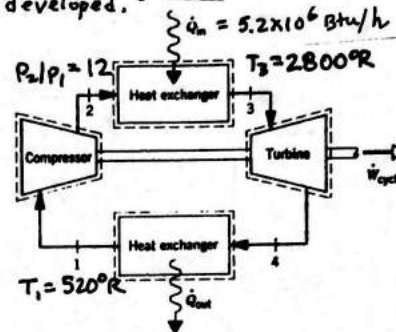 developed.
Q̇in = 5.2×10⁶ Btu/h
P₂/P₁ = 12
T₃ = 2800°R
2
Heat exchanger
3
Compressor
Turbine
Ẇcycle
1
Heat exchanger
4
T₁ = 520°R
Q̇out